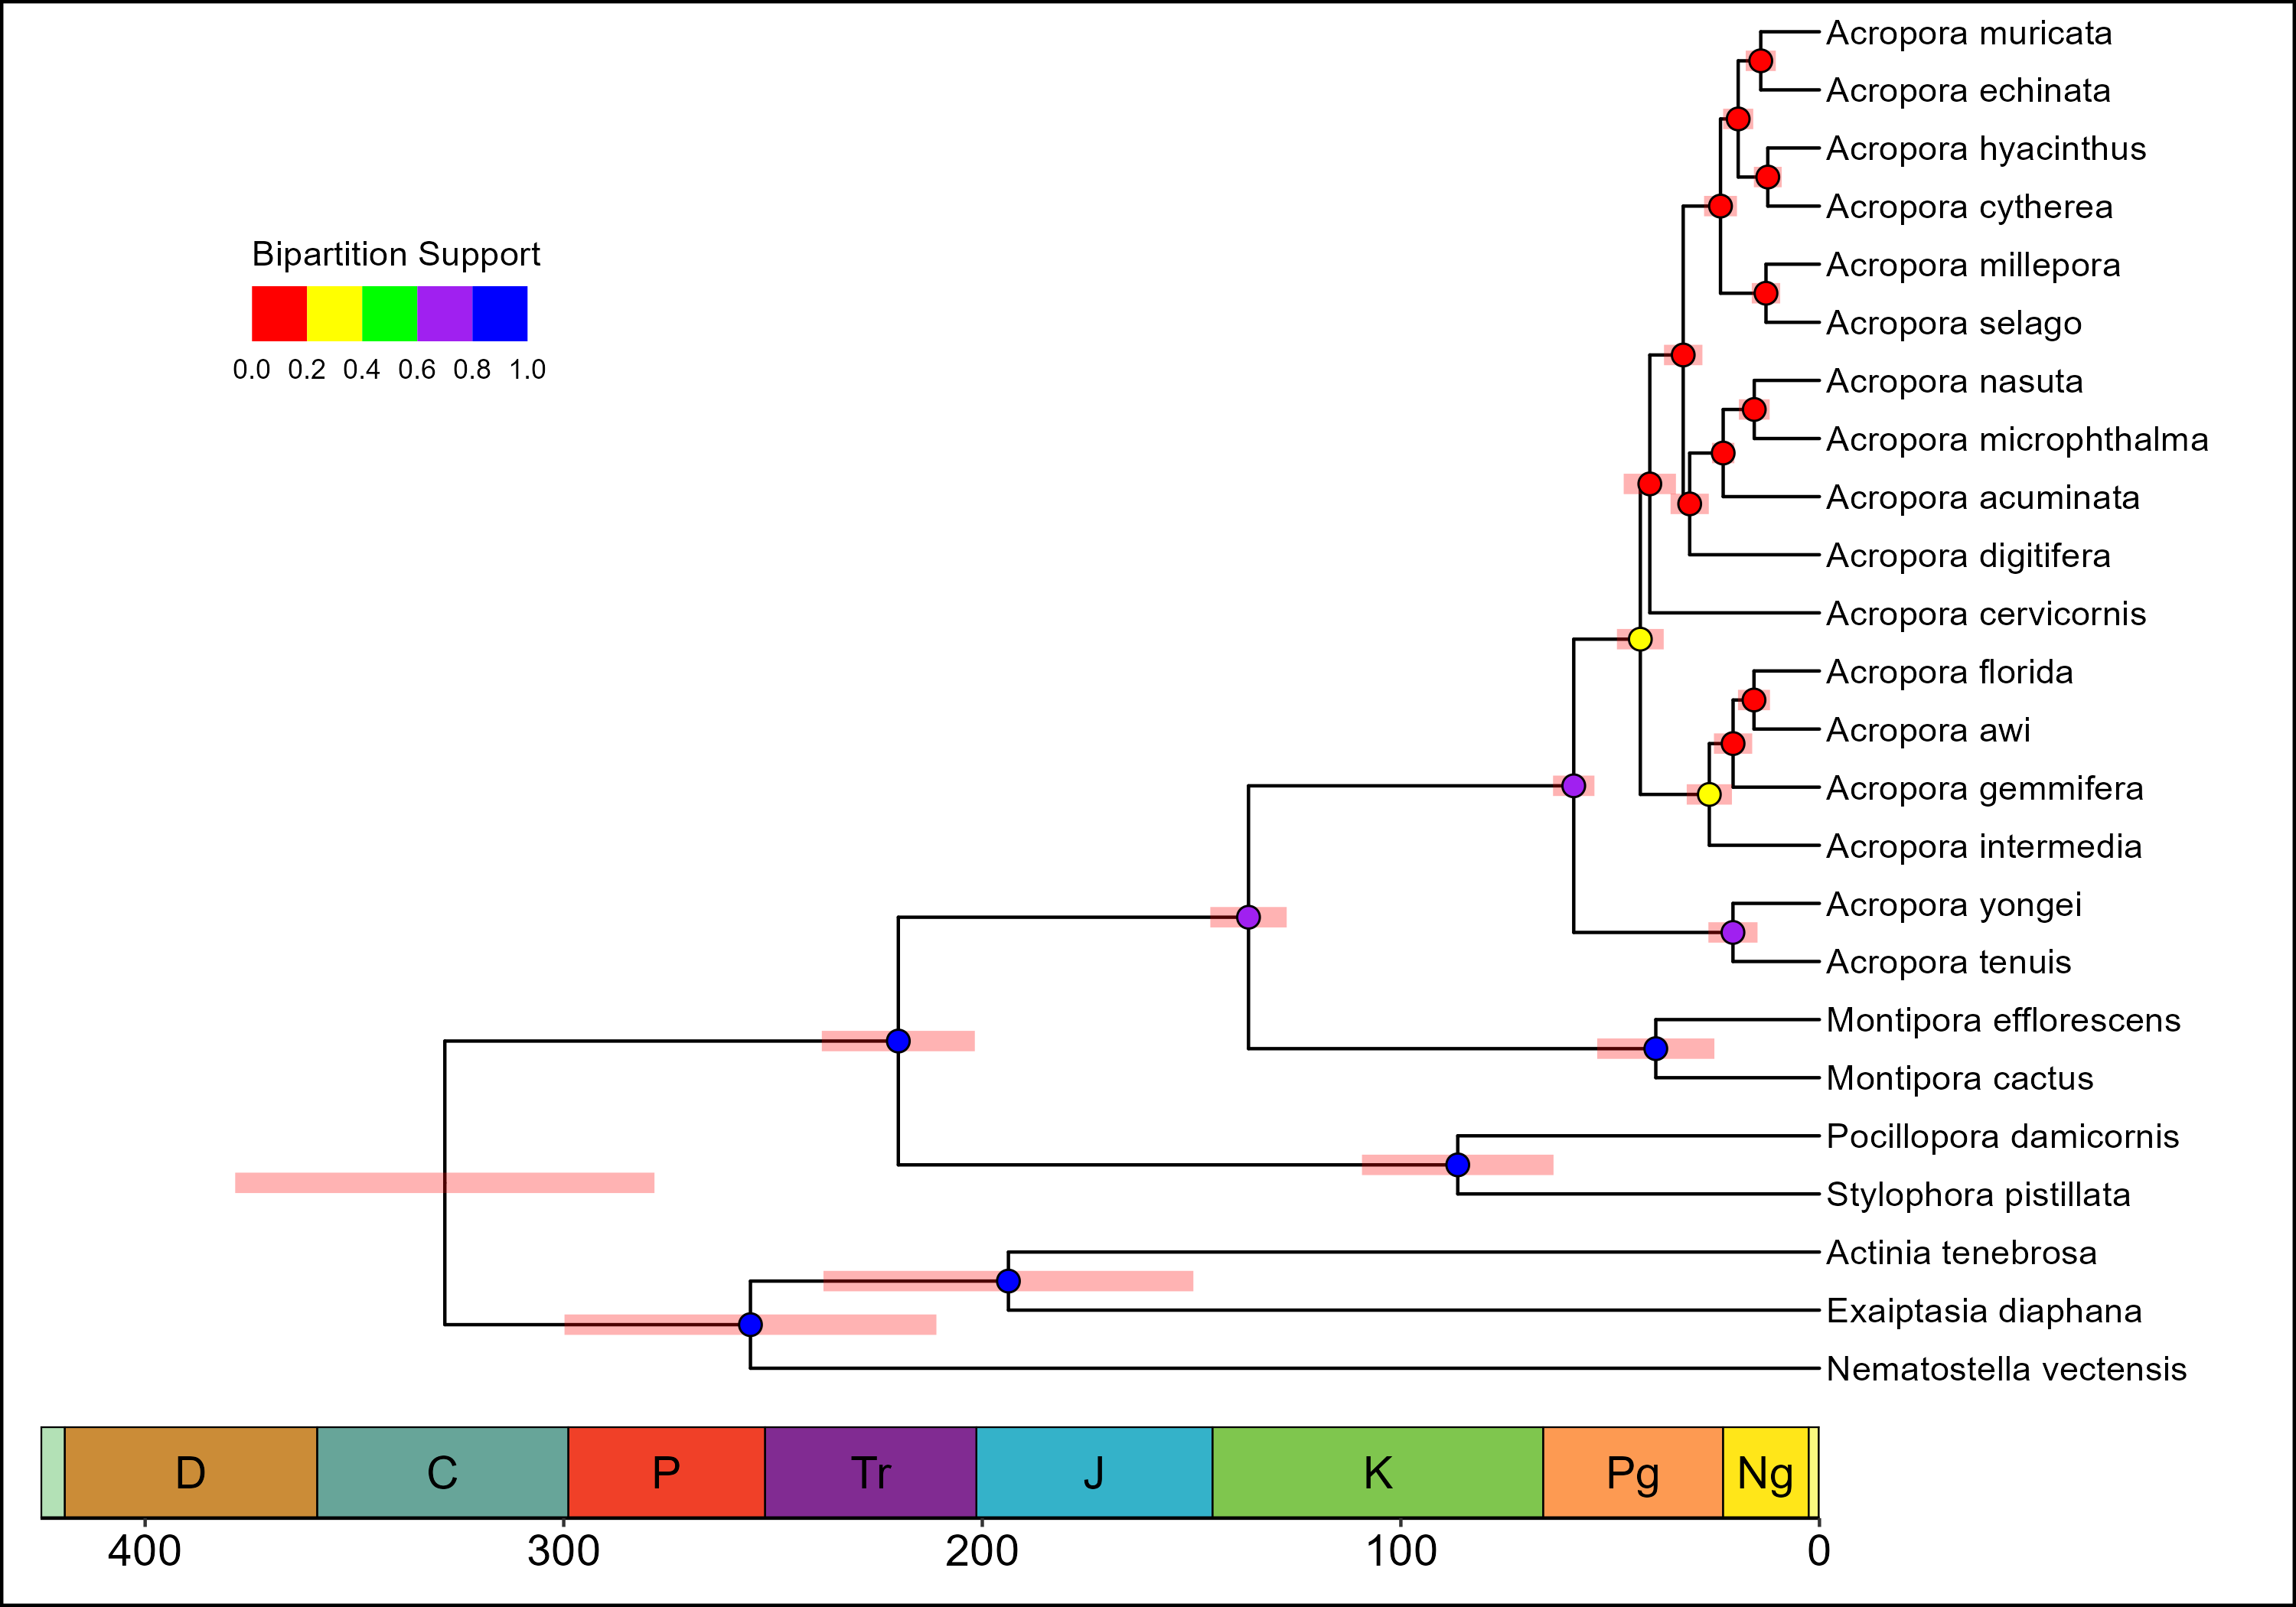 Acropora muricata
Acropora echinata
Acropora hyacinthus
Acropora cytherea
Bipartition Support
0.0 0.2 0.4 0.6 0.8 1.0
Acropora millepora
Acropora selago
Acropora nasuta
Acropora microphthalma
Acropora acuminata
Acropora digitifera
Acropora cervicornis
Acropora florida
Acropora awi
Acropora gemmifera
Acropora intermedia
Acropora yongei
Acropora tenuis
Montipora efflorescens
Montipora cactus
Pocillopora damicornis
Stylophora pistillata
Actinia tenebrosa
Exaiptasia diaphana
Nematostella vectensis
D C P Tr J K Pg Ng
400 300 200 100 0